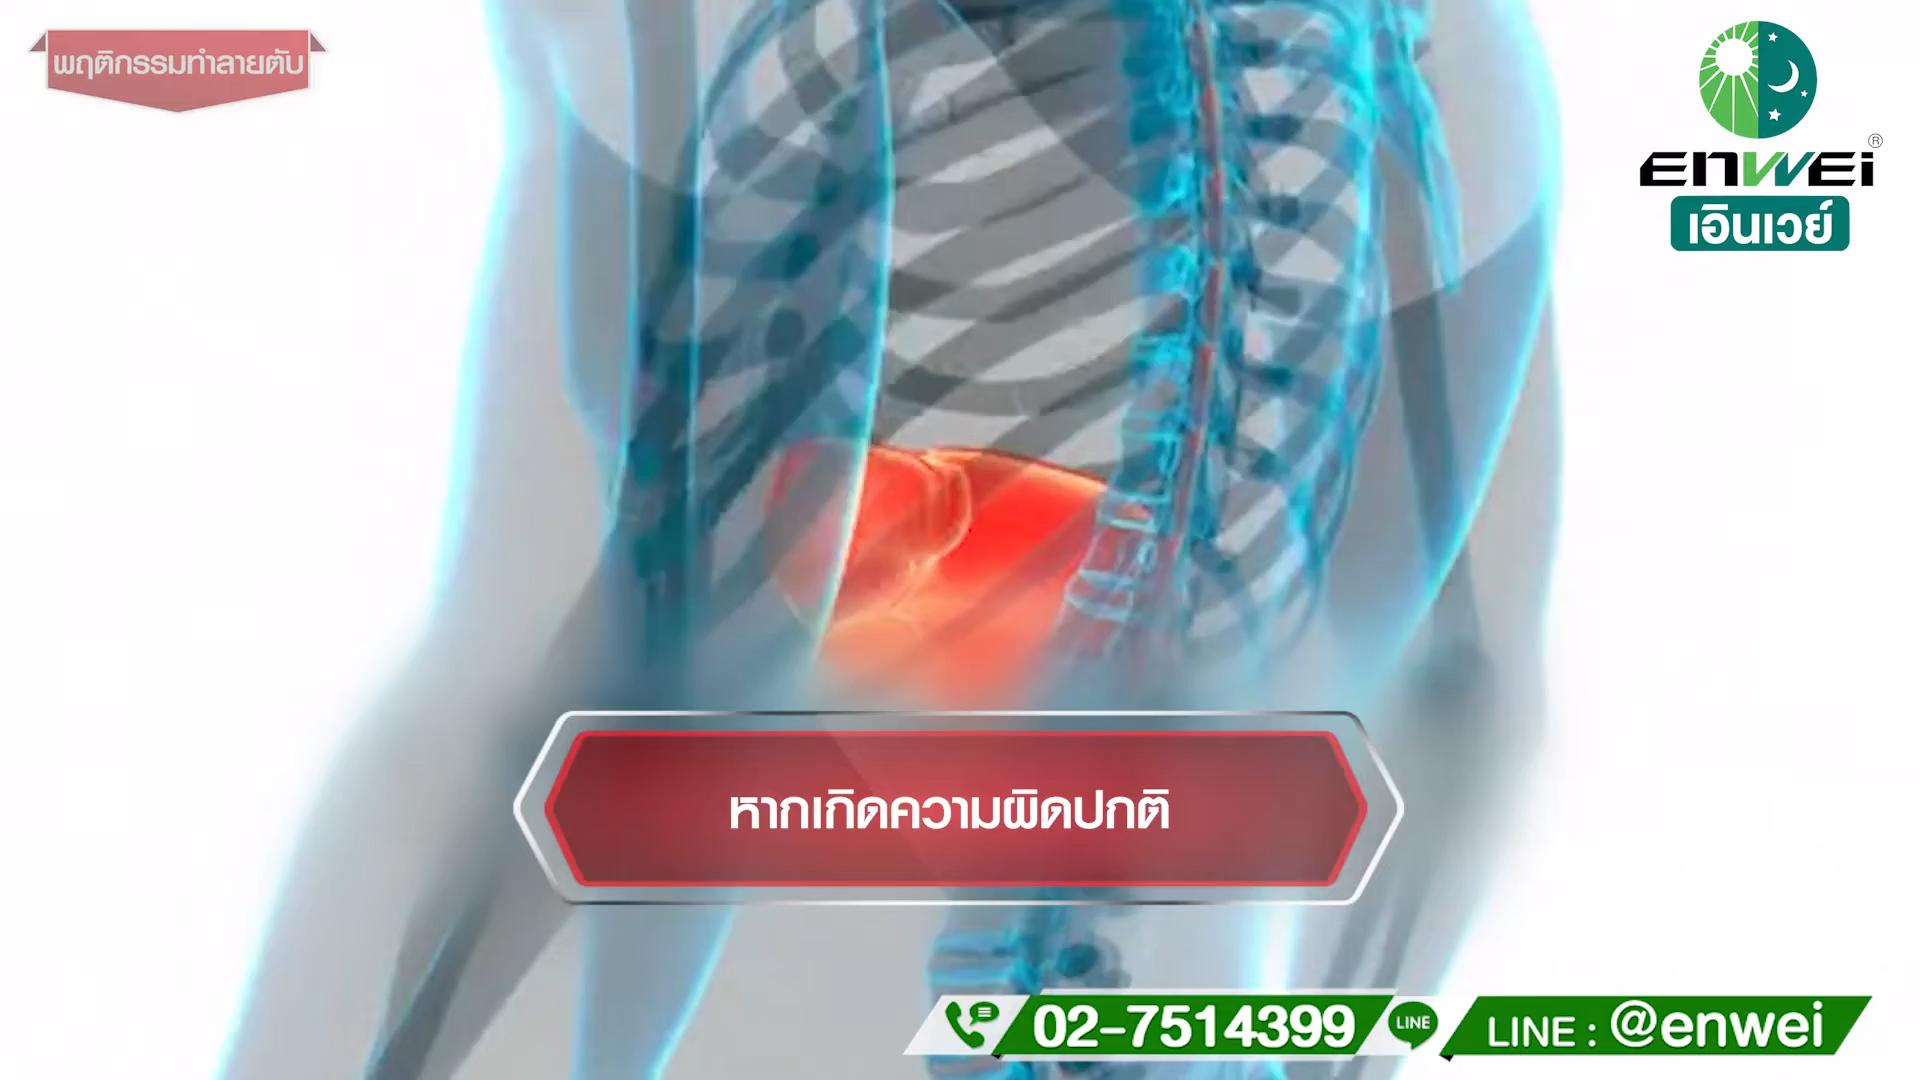 พฤติกรรมทำลายตับ
ENWEI®
เอินเวย์
หากเกิดความผิดปกติ
02-7514399
LINE
LINE : @enwei